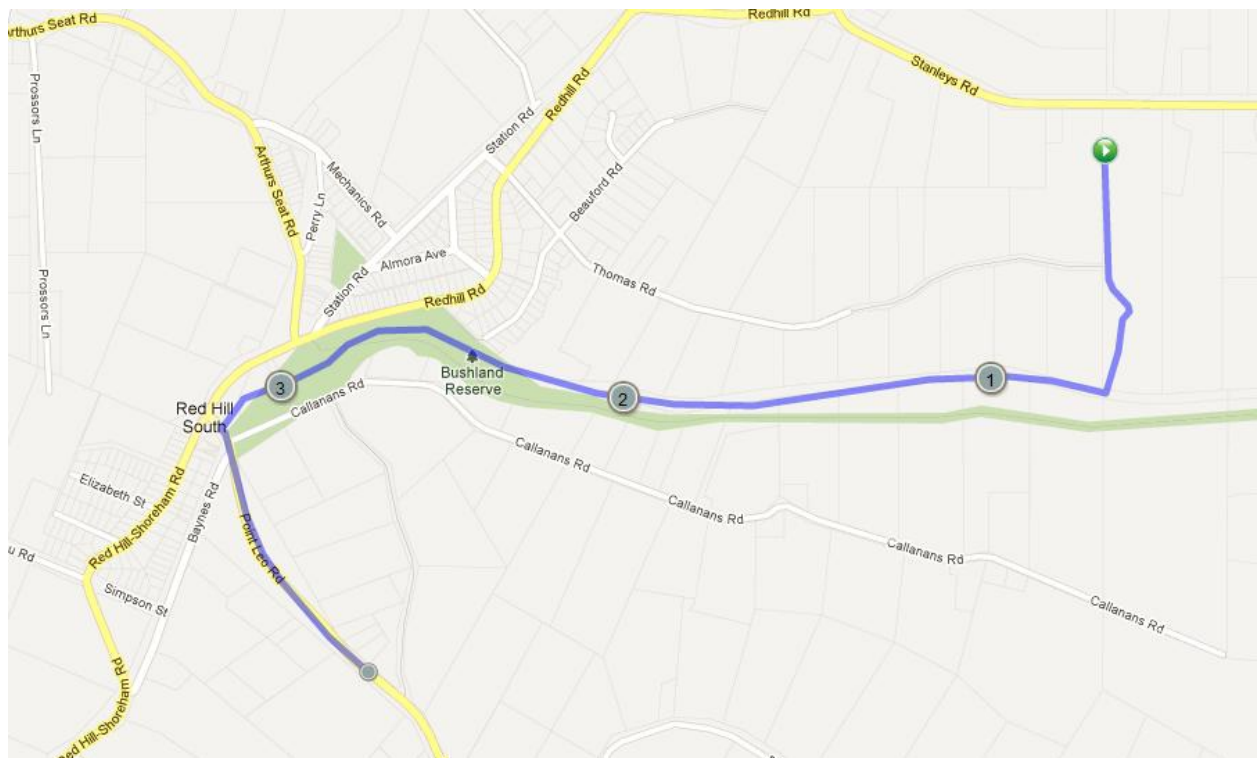 Arthurs Seat Rd
Redhill Rd
Stanleys Rd
Prossors Ln
Redhill Rd
Station Rd
Mechanics Rd
Arthurs Seat Rd
Perry Ln
Beauford Rd
Almora Ave
Thomas Rd
Station Rd
Redhill Rd
Prossors Ln
Bushland
Reserve
1
3
2
Callanans Rd
Red Hill
South
Callanans Rd
Elizabeth St
Callanans Rd
Baynes Rd
Red Hill-Shoreham Rd
Point Leo Rd
u Rd
Callanans Rd
Simpson St
Callanans Rd
Red Hill-Shoreham Rd